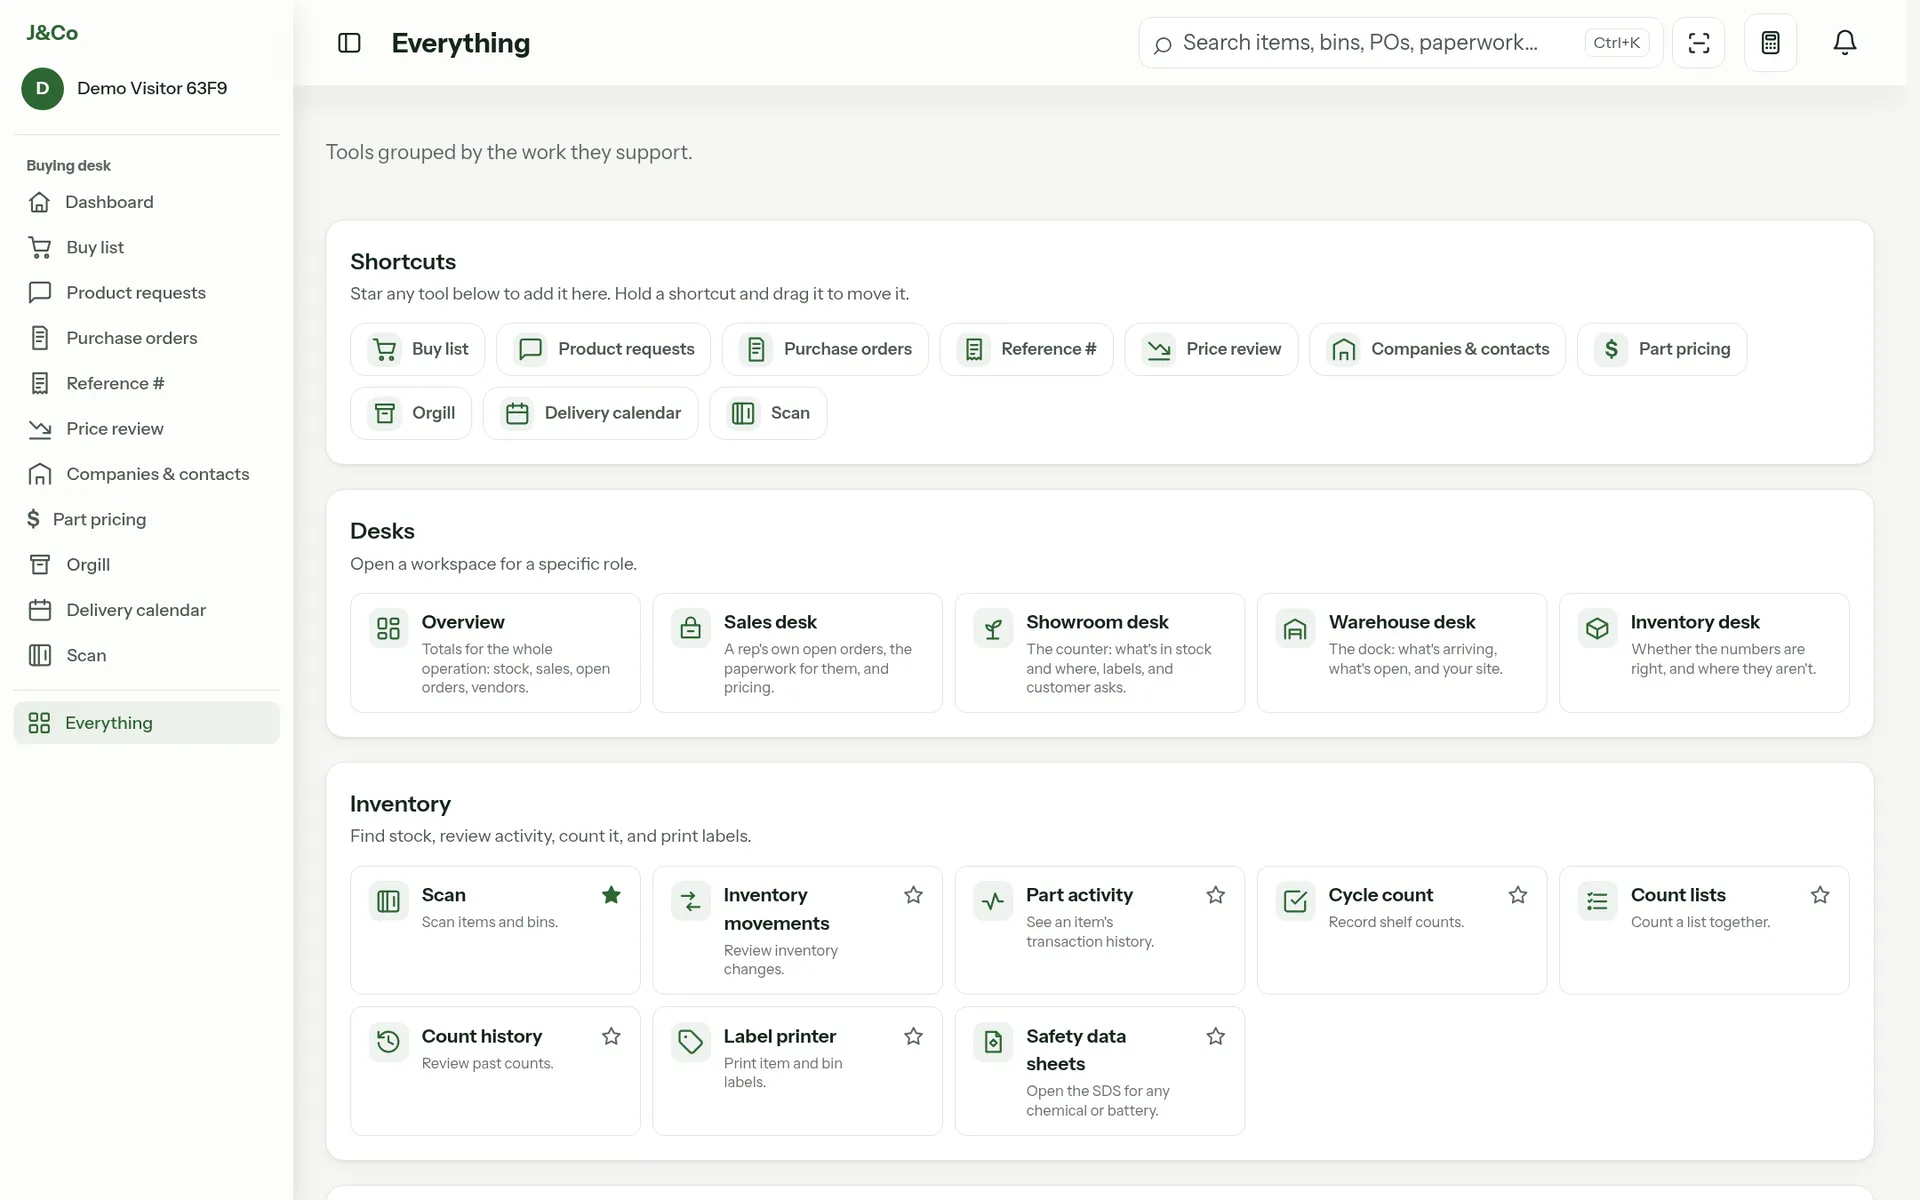 J&Co
D
Demo Visitor 63F9
Buying desk
Dashboard
Buy list
Product requests
Purchase orders
Reference #
Price review
Companies & contacts
$ Part pricing
Orgill
Delivery calendar
Scan
Everything
Everything
Search items, bins, POs, paperwork...
Ctrl+K
Tools grouped by the work they support.
Shortcuts
Star any tool below to add it here. Hold a shortcut and drag it to move it.
Buy list
Product requests
Purchase orders
Reference #
Price review
Companies & contacts
$ Part pricing
Orgill
Delivery calendar
Scan
Desks
Open a workspace for a specific role.
Overview
Totals for the whole
operation: stock, sales, open
orders, vendors.
Sales desk
A rep's own open orders, the
paperwork for them, and
pricing.
Showroom desk
The counter: what's in stock
and where, labels, and
customer asks.
Warehouse desk
The dock: what's arriving,
what's open, and your site.
Inventory desk
Whether the numbers are
right, and where they aren't.
Inventory
Find stock, review activity, count it, and print labels.
Scan
Scan items and bins.
Inventory
movements
Review inventory
changes.
Part activity
See an item's
transaction history.
Cycle count
Record shelf counts.
Count lists
Count a list together.
Count history
Review past counts.
Label printer
Print item and bin
labels.
Safety data
sheets
Open the SDS for any
chemical or battery.